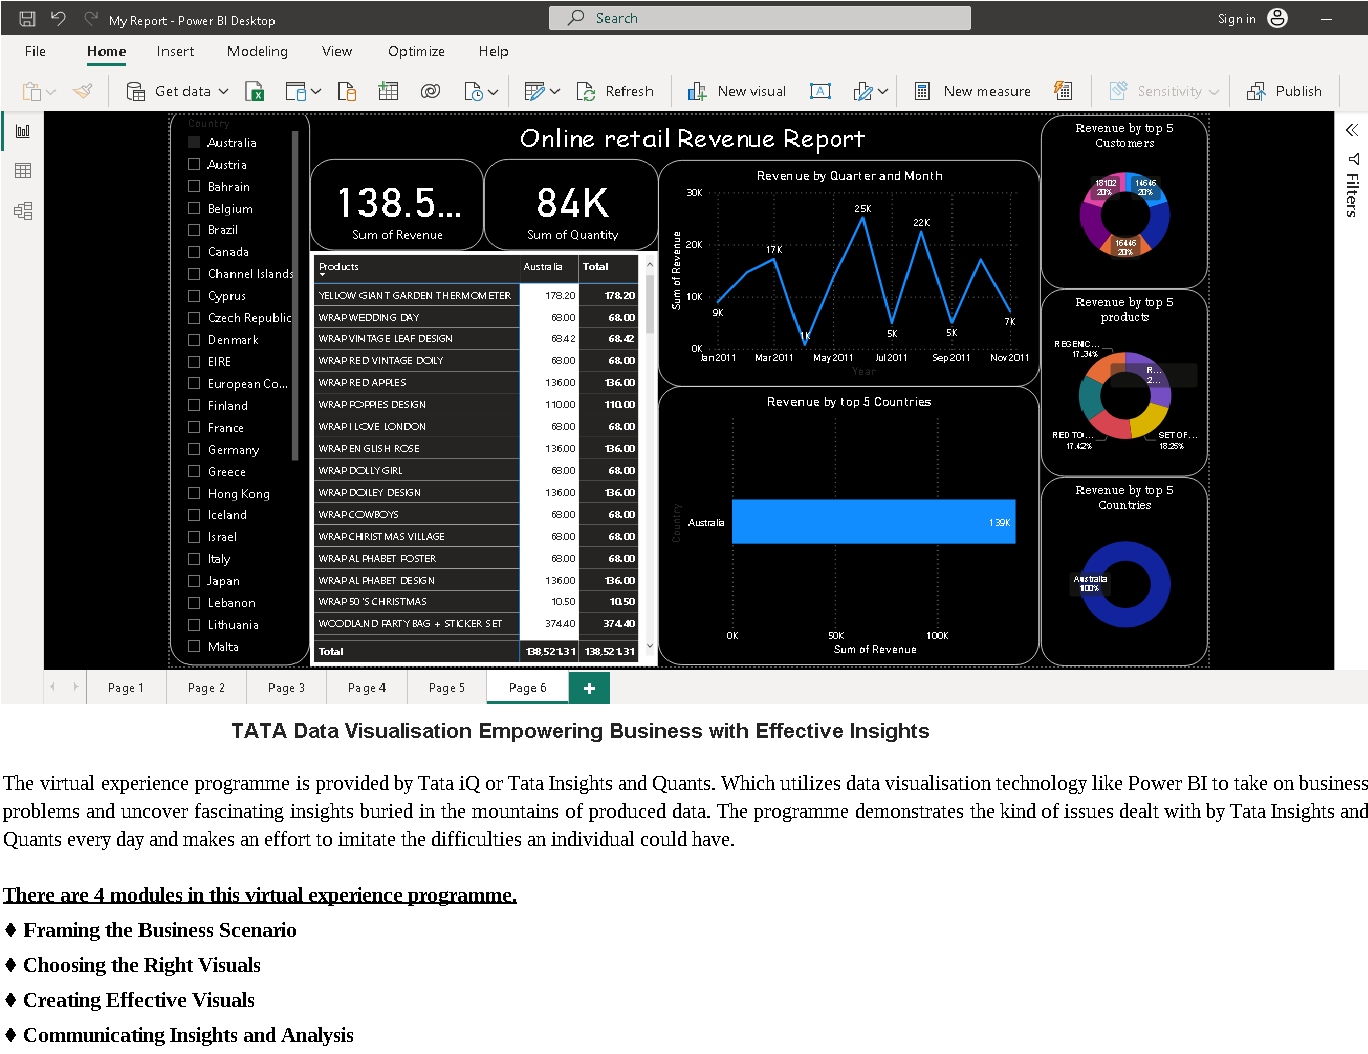 My Report - Power BI Desktop
Search
Sign in
File Home Insert Modeling View Optimize Help
Get data Refresh New visual New measure Sensitivity Publish
Country
Australia
Austria
Bahrain
Belgium
Brazil
Canada
Channel Islands
Cyprus
Czech Republic
Denmark
EIRE
European Co...
Finland
France
Germany
Greece
Hong Kong
Iceland
Israel
Italy
Japan
Lebanon
Lithuania
Malta
Online retail Revenue Report
138.5...
Sum of Revenue
84K
Sum of Quantity
Products Australia Total
YELLOW GIANT GARDEN THERMOMETER 178.20 178.20
WRAP WEDDING DAY 68.00 68.00
WRAP VINTAGE LEAF DESIGN 68.42 68.42
WRAP RED VINTAGE DOILY 68.00 68.00
WRAP RED APPLES 136.00 136.00
WRAP POPPIES DESIGN 110.00 110.00
WRAP I LOVE LONDON 68.00 68.00
WRAP ENGLISH ROSE 136.00 136.00
WRAP DOLLY GIRL 68.00 68.00
WRAP DOILEY DESIGN 136.00 136.00
WRAP COWBOYS 68.00 68.00
WRAP CHRISTMAS VILLAGE 68.00 68.00
WRAP ALPHABET POSTER 68.00 68.00
WRAP ALPHABET DESIGN 136.00 136.00
WRAP 50'S CHRISTMAS 10.50 10.50
WOODLAND PARTY BAG + STICKER SET 374.40 374.40
Total 138,521.31 138,521.31
Revenue by Quarter and Month
Sum of Revenue
30K
20K
10K
0K
9K
17K
1K
25K
5K
22K
5K
7K
Jan 2011 Mar 2011 May 2011 Jul 2011 Sep 2011 Nov 2011
Year
Revenue by top 5 Countries
Country
Australia
139K
0K 50K 100K
Sum of Revenue
Revenue by top 5
Customers
20%
20%
20%
Revenue by top 5
products
REGENC...
17.34%
R...
2...
RED TO...
17.42%
SET OF...
18.26%
Revenue by top 5
Countries
Australia
100%
Filters
Page 1 Page 2 Page 3 Page 4 Page 5 Page 6 +
TATA Data Visualisation Empowering Business with Effective Insights
The virtual experience programme is provided by Tata iQ or Tata Insights and Quants. Which utilizes data visualisation technology like Power BI to take on business
problems and uncover fascinating insights buried in the mountains of produced data. The programme demonstrates the kind of issues dealt with by Tata Insights and
Quants every day and makes an effort to imitate the difficulties an individual could have.
There are 4 modules in this virtual experience programme.
♦ Framing the Business Scenario
♦ Choosing the Right Visuals
♦ Creating Effective Visuals
♦ Communicating Insights and Analysis